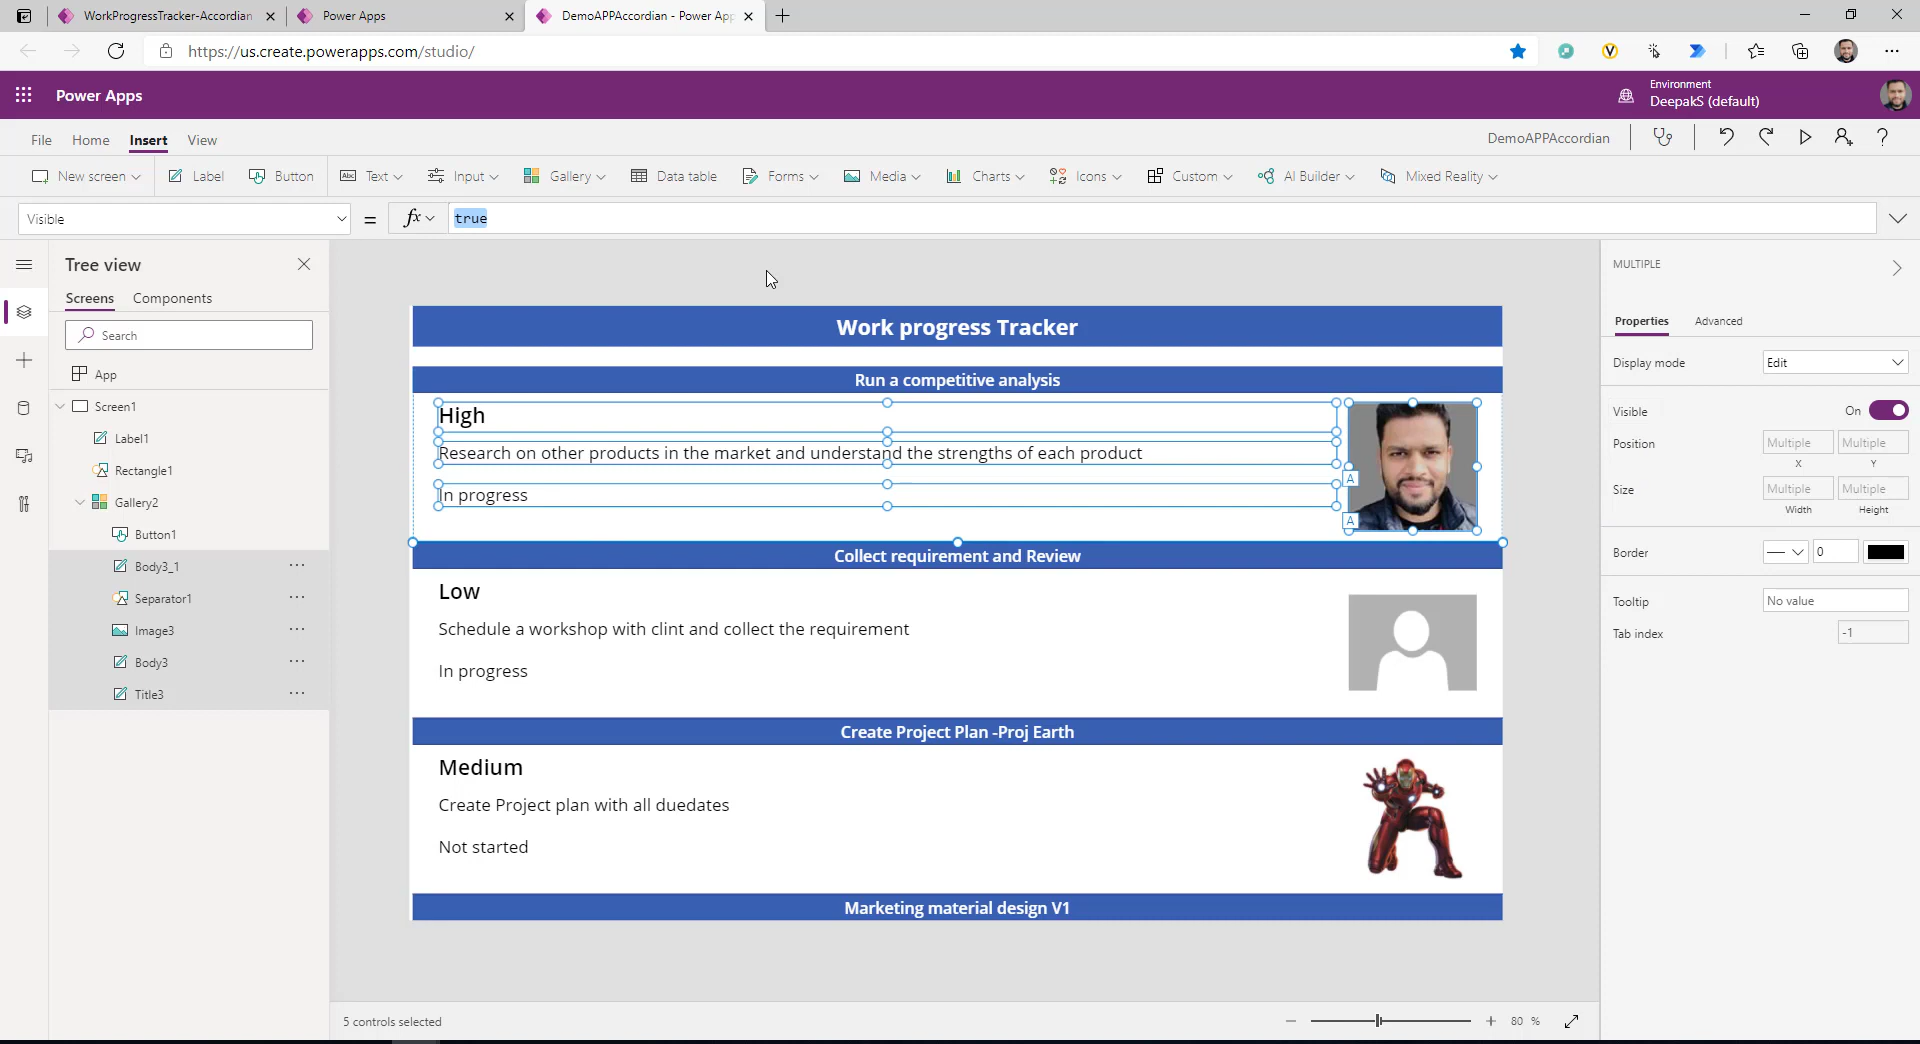 WorkProgressTracker-Accordian
Power Apps
DemoAPPAccordian - Power App
https://us.create.powerapps.com/studio/
Power Apps
Environment
DeepakS (default)
File Home Insert View
DemoAPPAccordian
New screen Label Button Text Input Gallery Data table Forms Media Charts Icons Custom AI Builder Mixed Reality
Visible = fx true
Tree view
Screens Components
Search
App
Screen1
Label1
Rectangle1
Gallery2
Button1
Body3_1
Separator1
Image3
Body3
Title3
Work progress Tracker
Run a competitive analysis
High
Research on other products in the market and understand the strengths of each product
In progress
A
A
Collect requirement and Review
Low
Schedule a workshop with clint and collect the requirement
In progress
Create Project Plan -Proj Earth
Medium
Create Project plan with all duedates
Not started
Marketing material design V1
5 controls selected
80 %
MULTIPLE
Properties Advanced
Display mode Edit
Visible On
Position Multiple Multiple
X Y
Size Multiple Multiple
Width Height
Border 0
Tooltip No value
Tab index -1